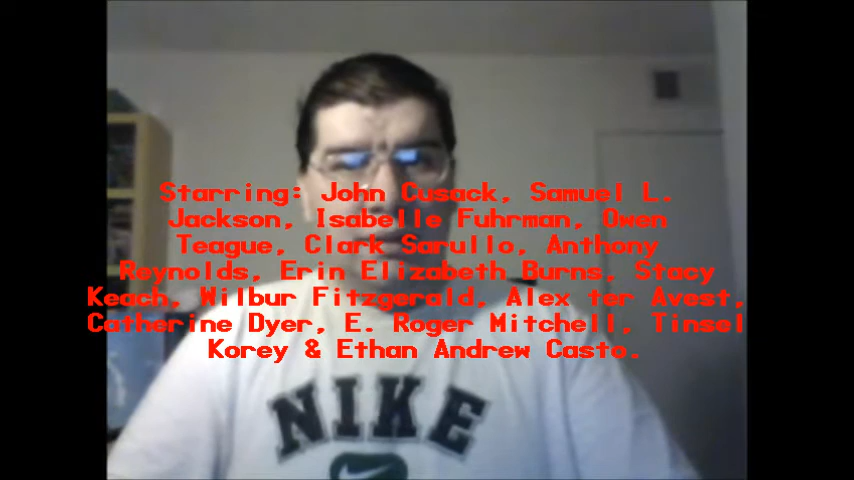 Starring: John Cusack, Samuel L.
Jackson, Isabelle Fuhrman, Owen
Teague, Clark Sarullo, Anthony
Reynolds, Erin Elizabeth Burns, Stacy
Keach, Wilbur Fitzgerald, Alex ter Avest,
Catherine Dyer, E. Roger Mitchell, Tinsel
Korey & Ethan Andrew Casto.
NIKE